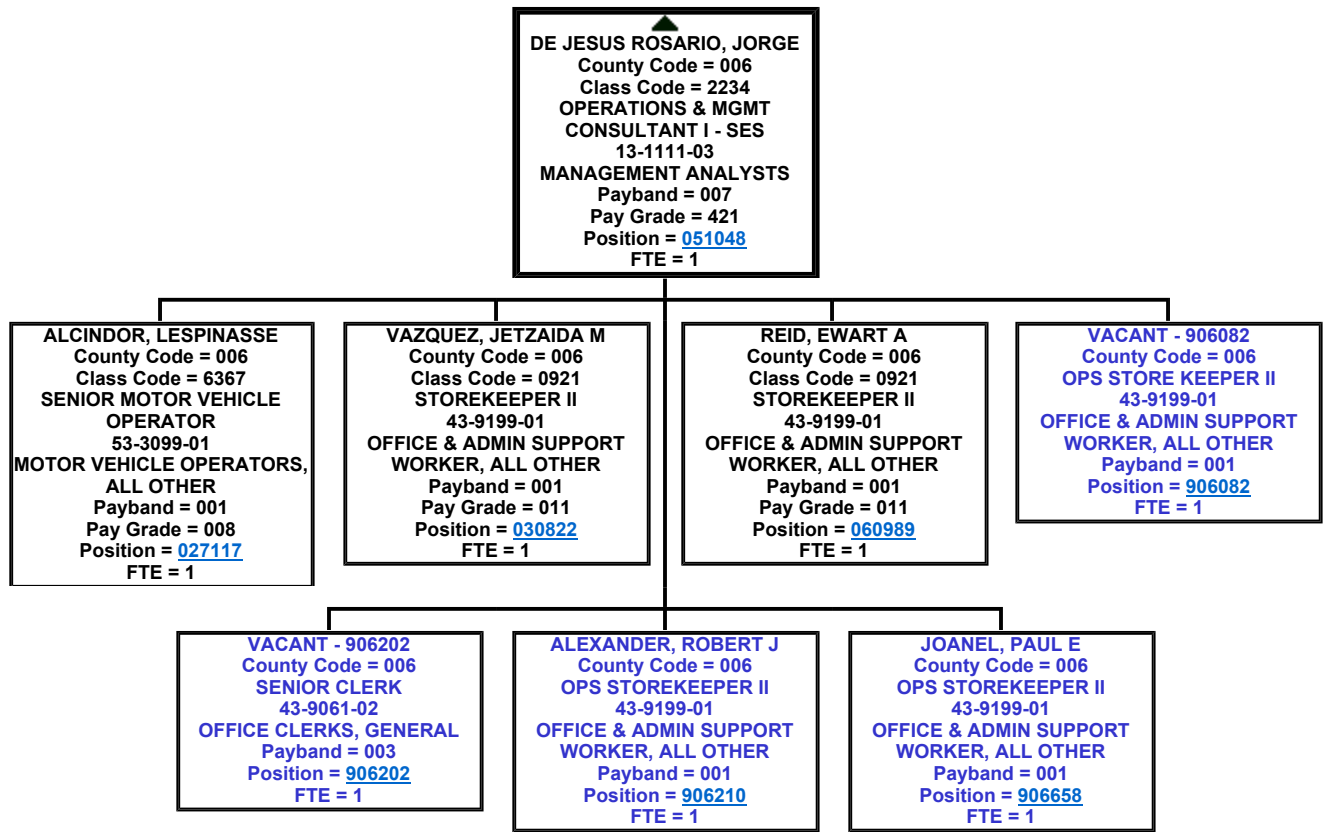 DE JESUS ROSARIO, JORGE
County Code = 006
Class Code = 2234
OPERATIONS & MGMT
CONSULTANT I - SES
13-1111-03
MANAGEMENT ANALYSTS
Payband = 007
Pay Grade = 421
Position = 051048
FTE = 1
ALCINDOR, LESPINASSE
County Code = 006
Class Code = 6367
SENIOR MOTOR VEHICLE
OPERATOR
53-3099-01
MOTOR VEHICLE OPERATORS,
ALL OTHER
Payband = 001
Pay Grade = 008
Position = 027117
FTE = 1
VAZQUEZ, JETZAIDA M
County Code = 006
Class Code = 0921
STOREKEEPER II
43-9199-01
OFFICE & ADMIN SUPPORT
WORKER, ALL OTHER
Payband = 001
Pay Grade = 011
Position = 030822
FTE = 1
REID, EWART A
County Code = 006
Class Code = 0921
STOREKEEPER II
43-9199-01
OFFICE & ADMIN SUPPORT
WORKER, ALL OTHER
Payband = 001
Pay Grade = 011
Position = 060989
FTE = 1
VACANT - 906082
County Code = 006
OPS STORE KEEPER II
43-9199-01
OFFICE & ADMIN SUPPORT
WORKER, ALL OTHER
Payband = 001
Position = 906082
FTE = 1
VACANT - 906202
County Code = 006
SENIOR CLERK
43-9061-02
OFFICE CLERKS, GENERAL
Payband = 003
Position = 906202
FTE = 1
ALEXANDER, ROBERT J
County Code = 006
OPS STOREKEEPER II
43-9199-01
OFFICE & ADMIN SUPPORT
WORKER, ALL OTHER
Payband = 001
Position = 906210
FTE = 1
JOANEL, PAUL E
County Code = 006
OPS STOREKEEPER II
43-9199-01
OFFICE & ADMIN SUPPORT
WORKER, ALL OTHER
Payband = 001
Position = 906658
FTE = 1